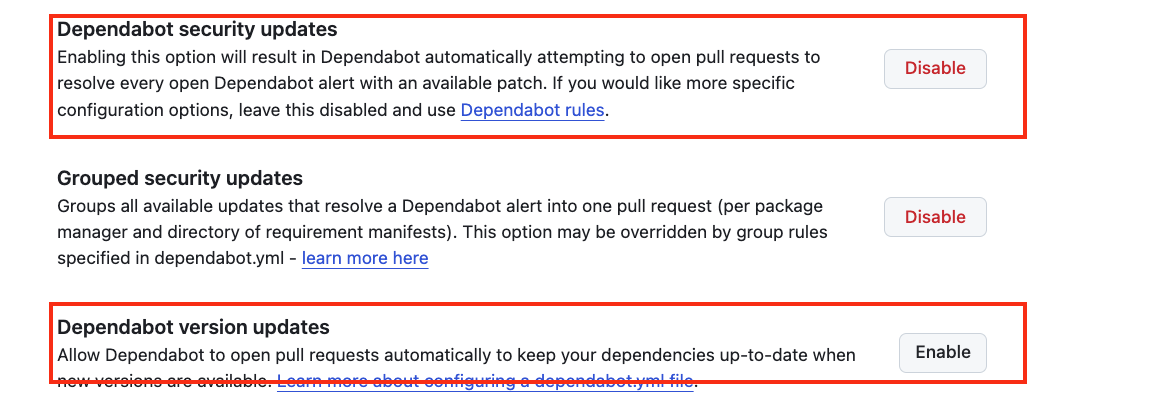 Dependabot security updates
Enabling this option will result in Dependabot automatically attempting to open pull requests to
resolve every open Dependabot alert with an available patch. If you would like more specific
configuration options, leave this disabled and use Dependabot rules.
Disable
Grouped security updates
Groups all available updates that resolve a Dependabot alert into one pull request (per package
manager and directory of requirement manifests). This option may be overridden by group rules
specified in dependabot.yml - learn more here
Disable
Dependabot version updates
Allow Dependabot to open pull requests automatically to keep your dependencies up-to-date when
new versions are available. Learn more about configuring a dependabot.yml file.
Enable